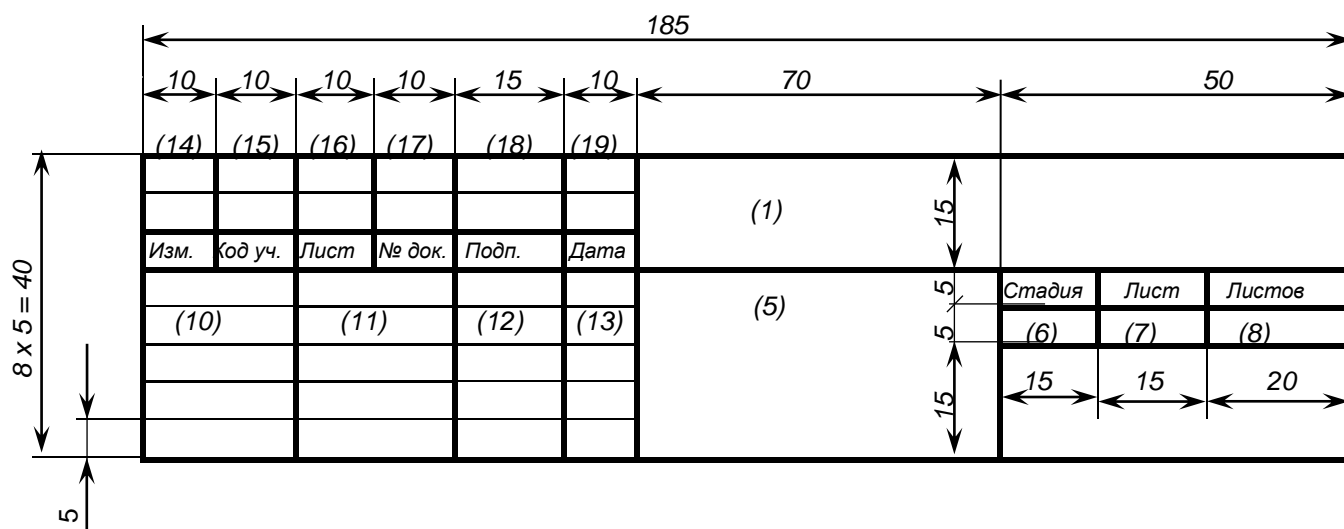 185
10 10 10 10 15 10 70 50
(14) (15) (16) (17) (18) (19)
(1) 15
Изм. Код уч. Лист № док. Подп. Дата
8 x 5 = 40
(5) 5 Стадия Лист Листов
(10) (11) (12) (13) 5 (6) (7) (8)
15 15 15 20
5